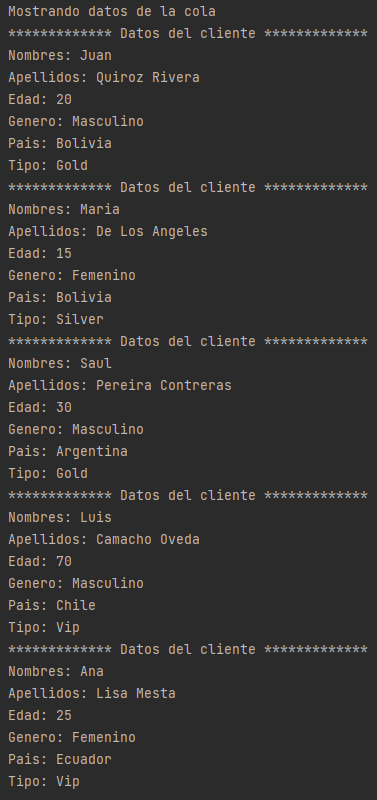 Mostrando datos de la cola
************* Datos del cliente *************
Nombres: Juan
Apellidos: Quiroz Rivera
Edad: 20
Genero: Masculino
Pais: Bolivia
Tipo: Gold
************* Datos del cliente *************
Nombres: Maria
Apellidos: De Los Angeles
Edad: 15
Genero: Femenino
Pais: Bolivia
Tipo: Silver
************* Datos del cliente *************
Nombres: Saul
Apellidos: Pereira Contreras
Edad: 30
Genero: Masculino
Pais: Argentina
Tipo: Gold
************* Datos del cliente *************
Nombres: Luis
Apellidos: Camacho Oveda
Edad: 70
Genero: Masculino
Pais: Chile
Tipo: Vip
************* Datos del cliente *************
Nombres: Ana
Apellidos: Lisa Mesta
Edad: 25
Genero: Femenino
Pais: Ecuador
Tipo: Vip